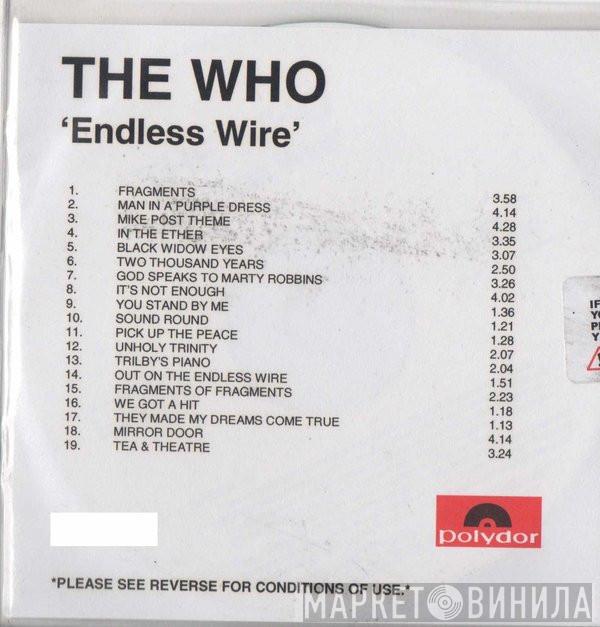 THE WHO
‘Endless Wire’
1. FRAGMENTS 3.58
2. MAN IN A PURPLE DRESS 4.14
3. MIKE POST THEME 4.28
4. IN THE ETHER 3.35
5. BLACK WIDOW EYES 3.07
6. TWO THOUSAND YEARS 2.50
7. GOD SPEAKS TO MARTY ROBBINS 3.26
8. IT'S NOT ENOUGH 4.02
9. YOU STAND BY ME 1.36
10. SOUND ROUND 1.21
11. PICK UP THE PEACE 1.28
12. UNHOLY TRINITY 2.07
13. TRILBY'S PIANO 2.04
14. OUT ON THE ENDLESS WIRE 1.51
15. FRAGMENTS OF FRAGMENTS 2.23
16. WE GOT A HIT 1.18
17. THEY MADE MY DREAMS COME TRUE 1.13
18. MIRROR DOOR 4.14
19. TEA & THEATRE 3.24
IF
polydor
*PLEASE SEE REVERSE FOR CONDITIONS OF USE.*
МАРКЕТ ВИНИЛА